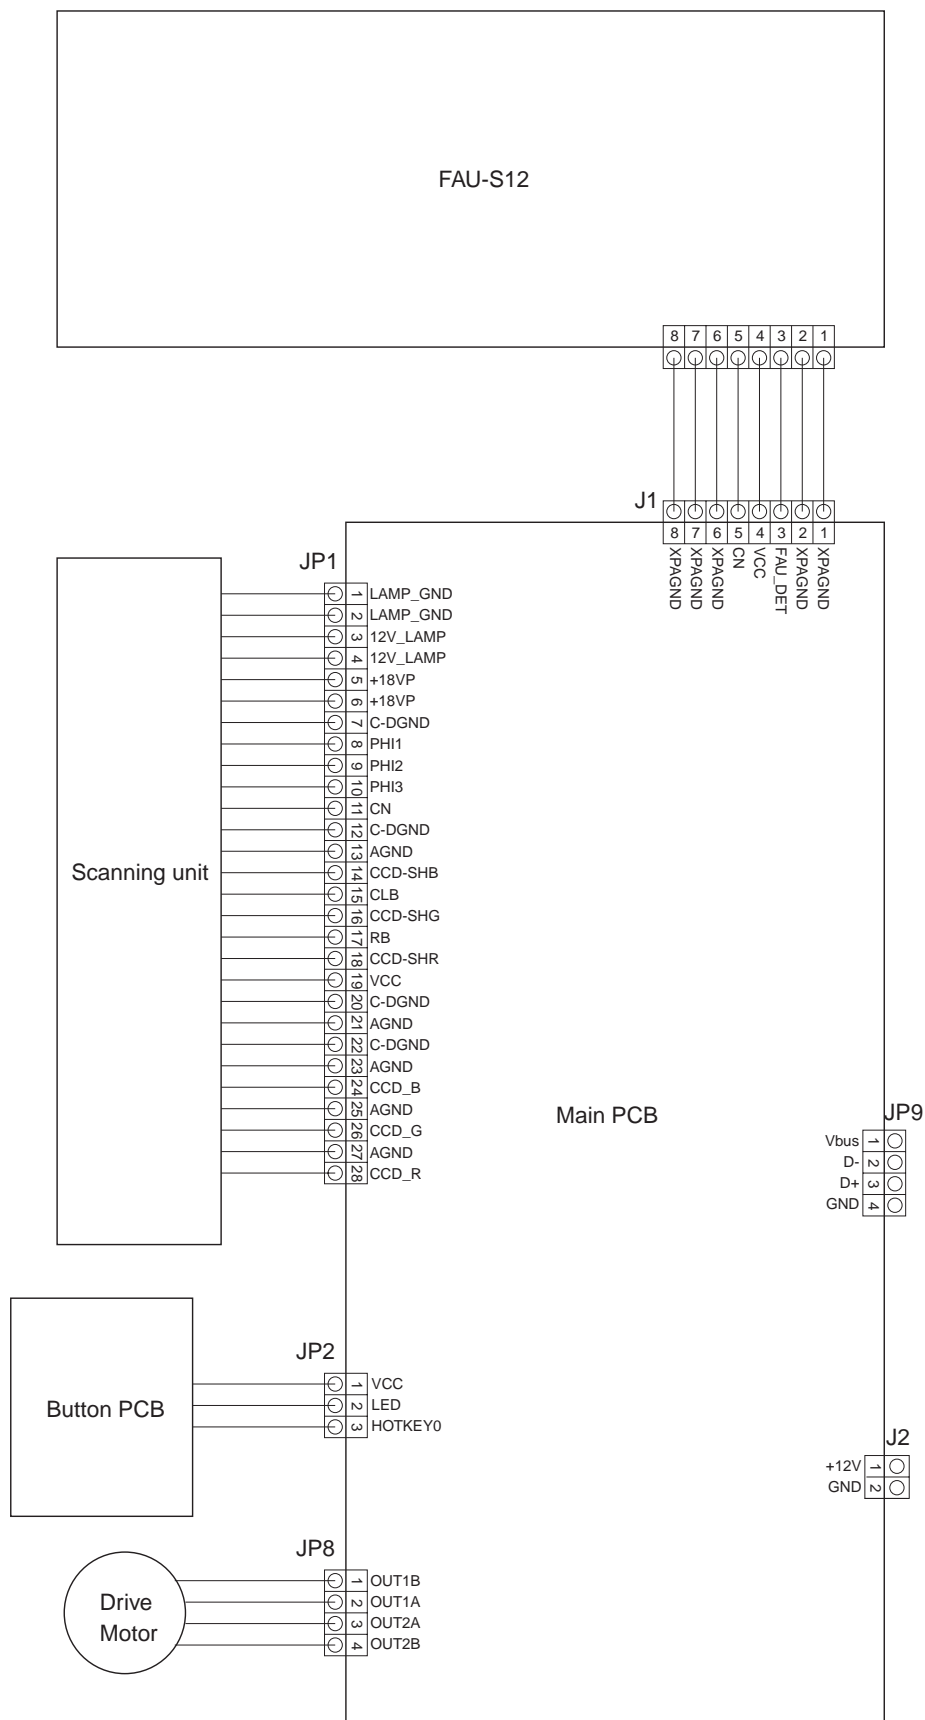 FAU-S12
8 7 6 5 4 3 2 1
J1
8 7 6 5 4 3 2 1
XPAGND XPAGND XPAGND CN VCC FAU_DET XPAGND XPAGND
JP1
1 LAMP_GND
2 LAMP_GND
3 12V_LAMP
4 12V_LAMP
5 +18VP
6 +18VP
7 C-DGND
8 PHI1
9 PHI2
10 PHI3
11 CN
12 C-DGND
13 AGND
14 CCD-SHB
15 CLB
16 CCD-SHG
17 RB
18 CCD-SHR
19 VCC
20 C-DGND
21 AGND
22 C-DGND
23 AGND
24 CCD_B
25 AGND
26 CCD_G
27 AGND
28 CCD_R
Scanning unit
Main PCB
JP9
Vbus 1
D- 2
D+ 3
GND 4
JP2
1 VCC
2 LED
3 HOTKEY0
Button PCB
J2
+12V 1
GND 2
JP8
1 OUT1B
2 OUT1A
3 OUT2A
4 OUT2B
Drive
Motor